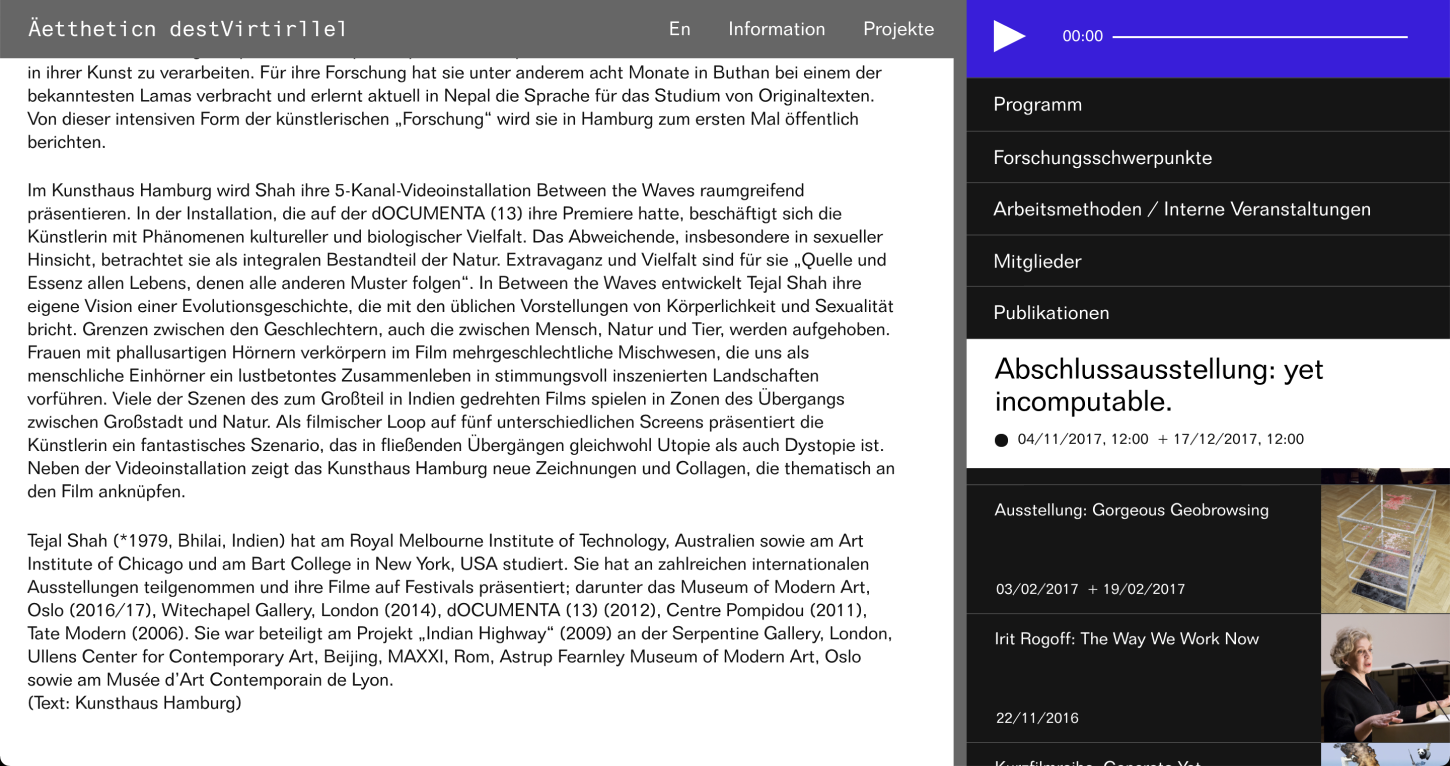 Äettheticn destVirtirllel
En
Information
Projekte
in ihrer Kunst zu verarbeiten. Für ihre Forschung hat sie unter anderem acht Monate in Buthan bei einem der
bekanntesten Lamas verbracht und erlernt aktuell in Nepal die Sprache für das Studium von Originaltexten.
Von dieser intensiven Form der künstlerischen „Forschung“ wird sie in Hamburg zum ersten Mal öffentlich
berichten.
Im Kunsthaus Hamburg wird Shah ihre 5-Kanal-Videoinstallation Between the Waves raumgreifend
präsentieren. In der Installation, die auf der dOCUMENTA (13) ihre Premiere hatte, beschäftigt sich die
Künstlerin mit Phänomenen kultureller und biologischer Vielfalt. Das Abweichende, insbesondere in sexueller
Hinsicht, betrachtet sie als integralen Bestandteil der Natur. Extravaganz und Vielfalt sind für sie „Quelle und
Essenz allen Lebens, denen alle anderen Muster folgen“. In Between the Waves entwickelt Tejal Shah ihre
eigene Vision einer Evolutionsgeschichte, die mit den üblichen Vorstellungen von Körperlichkeit und Sexualität
bricht. Grenzen zwischen den Geschlechtern, auch die zwischen Mensch, Natur und Tier, werden aufgehoben.
Frauen mit phallusartigen Hörnern verkörpern im Film mehrgeschlechtliche Mischwesen, die uns als
menschliche Einhörner ein lustbetontes Zusammenleben in stimmungsvoll inszenierten Landschaften
vorführen. Viele der Szenen des zum Großteil in Indien gedrehten Films spielen in Zonen des Übergangs
zwischen Großstadt und Natur. Als filmischer Loop auf fünf unterschiedlichen Screens präsentiert die
Künstlerin ein fantastisches Szenario, das in fließenden Übergängen gleichwohl Utopie als auch Dystopie ist.
Neben der Videoinstallation zeigt das Kunsthaus Hamburg neue Zeichnungen und Collagen, die thematisch an
den Film anknüpfen.
Tejal Shah (*1979, Bhilai, Indien) hat am Royal Melbourne Institute of Technology, Australien sowie am Art
Institute of Chicago und am Bart College in New York, USA studiert. Sie hat an zahlreichen internationalen
Ausstellungen teilgenommen und ihre Filme auf Festivals präsentiert; darunter das Museum of Modern Art,
Oslo (2016/17), Witechapel Gallery, London (2014), dOCUMENTA (13) (2012), Centre Pompidou (2011),
Tate Modern (2006). Sie war beteiligt am Projekt „Indian Highway“ (2009) an der Serpentine Gallery, London,
Ullens Center for Contemporary Art, Beijing, MAXXI, Rom, Astrup Fearnley Museum of Modern Art, Oslo
sowie am Musée d’Art Contemporain de Lyon.
(Text: Kunsthaus Hamburg)
00:00
Programm
Forschungsschwerpunkte
Arbeitsmethoden / Interne Veranstaltungen
Mitglieder
Publikationen
Abschlussausstellung: yet
incomputable.
04/11/2017, 12:00 + 17/12/2017, 12:00
Ausstellung: Gorgeous Geobrowsing
03/02/2017 + 19/02/2017
Irit Rogoff: The Way We Work Now
22/11/2016